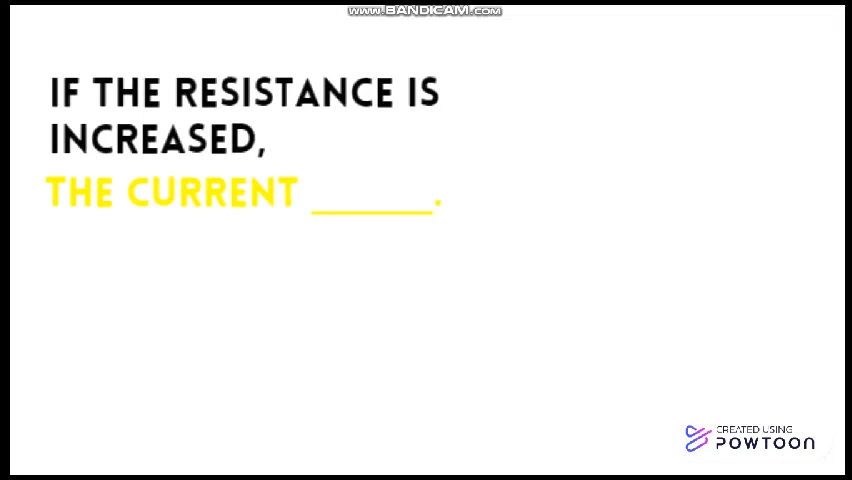 www.BANDICAM.com
IF THE RESISTANCE IS
INCREASED,
THE CURRENT ______.
CREATED USING
POWTOON